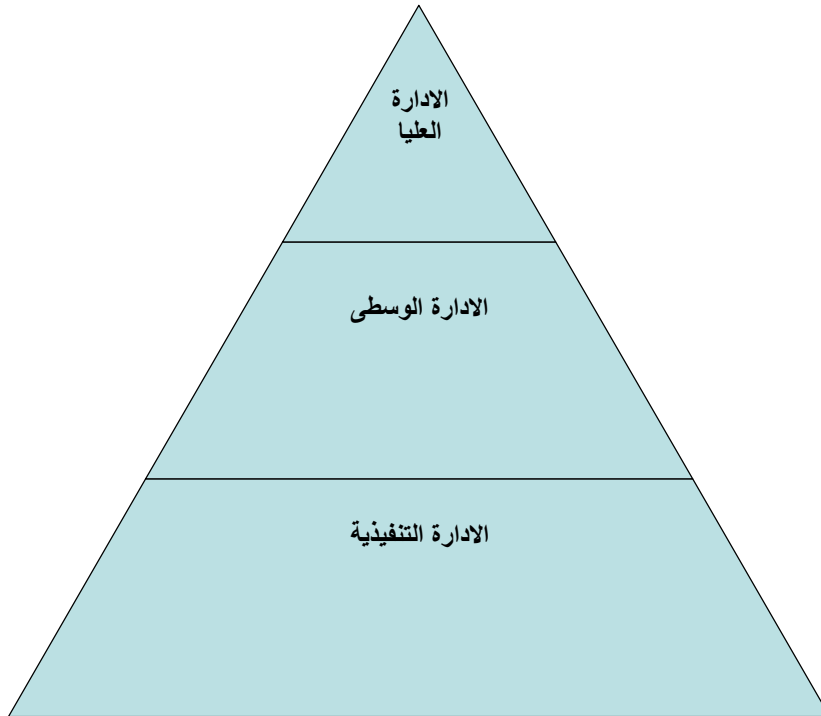 الادارة
العليا
الادارة الوسطى
الادارة التنفيذية